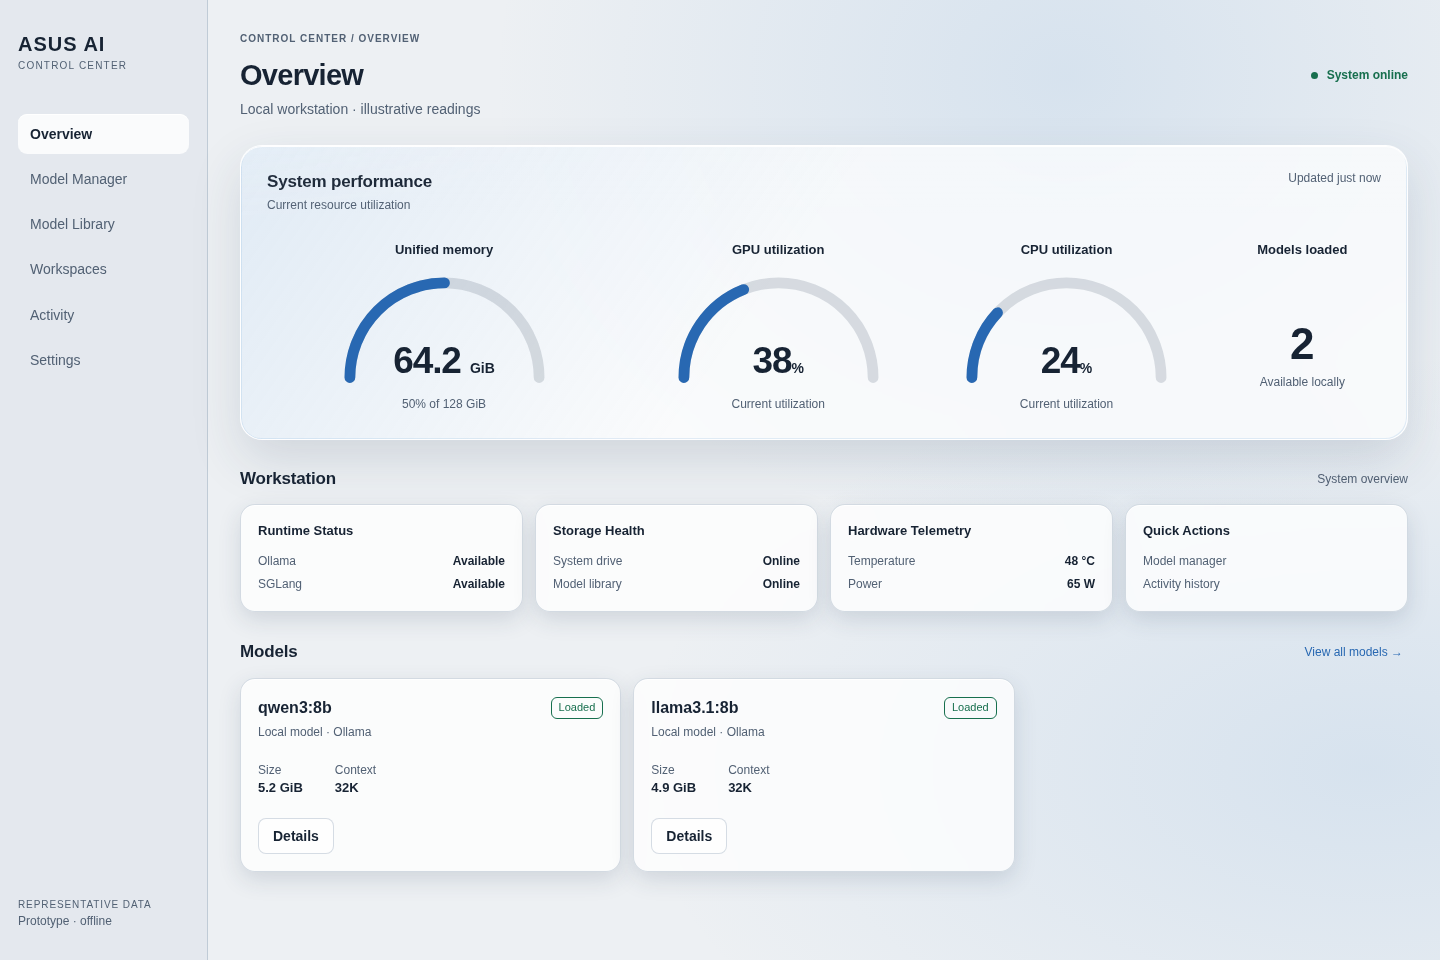 ASUS AI
CONTROL CENTER
Overview
Model Manager
Model Library
Workspaces
Activity
Settings
REPRESENTATIVE DATA
Prototype · offline
CONTROL CENTER / OVERVIEW
Overview
Local workstation · illustrative readings
System online
System performance
Current resource utilization
Updated just now
Unified memory
64.2 GiB
50% of 128 GiB
GPU utilization
38%
Current utilization
CPU utilization
24%
Current utilization
Models loaded
2
Available locally
Workstation
System overview
Runtime Status
Ollama Available
SGLang Available
Storage Health
System drive Online
Model library Online
Hardware Telemetry
Temperature 48 °C
Power 65 W
Quick Actions
Model manager
Activity history
Models
View all models →
qwen3:8b Loaded
Local model · Ollama
Size Context
5.2 GiB 32K
Details
llama3.1:8b Loaded
Local model · Ollama
Size Context
4.9 GiB 32K
Details